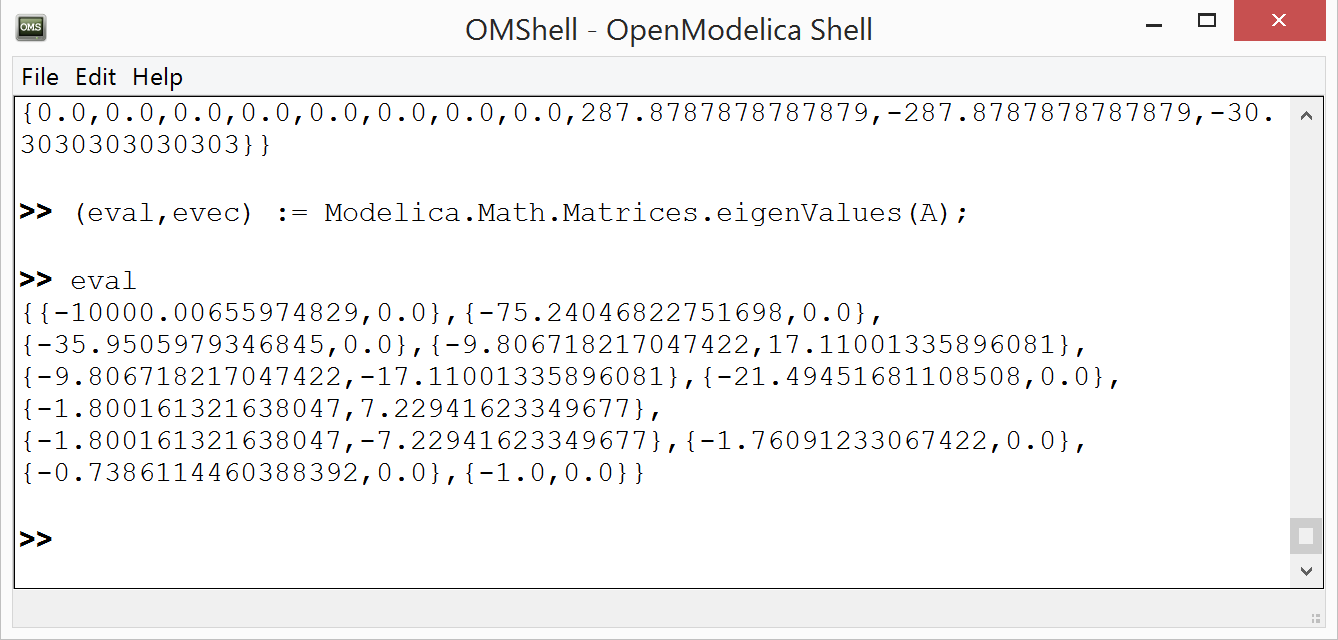 OMS
OMShell - OpenModelica Shell
File Edit Help
{0.0,0.0,0.0,0.0,0.0,0.0,0.0,0.0,287.8787878787879,-287.8787878787879,-30.
3030303030303}}
>> (eval,evec) := Modelica.Math.Matrices.eigenValues(A);
>> eval
{{-10000.00655974829,0.0},{-75.24046822751698,0.0},
{-35.9505979346845,0.0},{-9.806718217047422,17.11001335896081},
{-9.806718217047422,-17.11001335896081},{-21.49451681108508,0.0},
{-1.800161321638047,7.22941623349677},
{-1.800161321638047,-7.22941623349677},{-1.76091233067422,0.0},
{-0.7386114460388392,0.0},{-1.0,0.0}}
>>